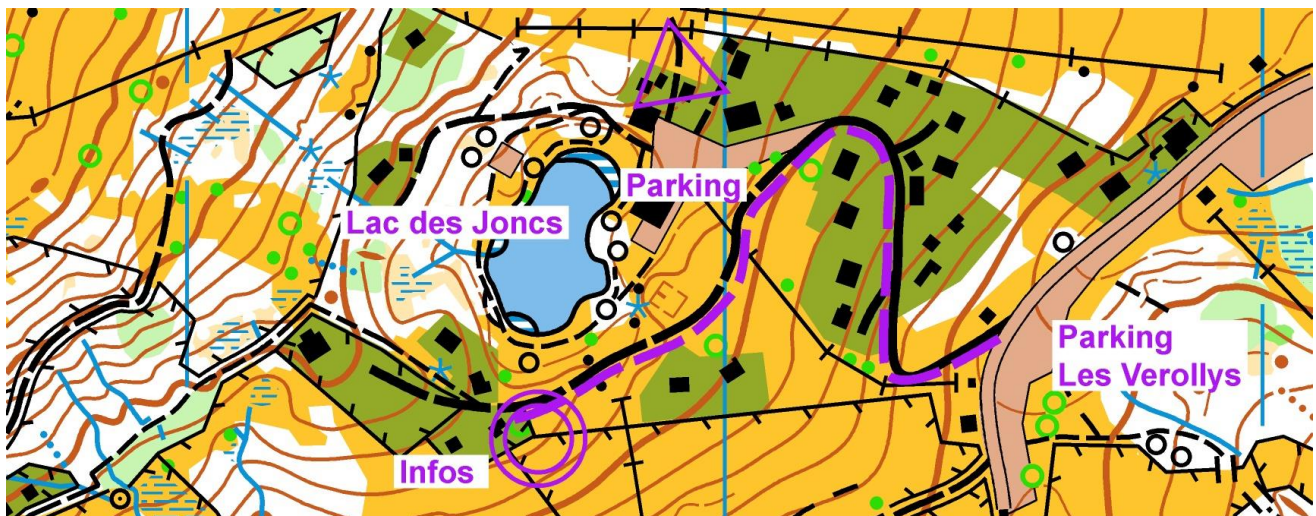 Parking
Lac des Joncs
Parking
Les Verollys
Infos